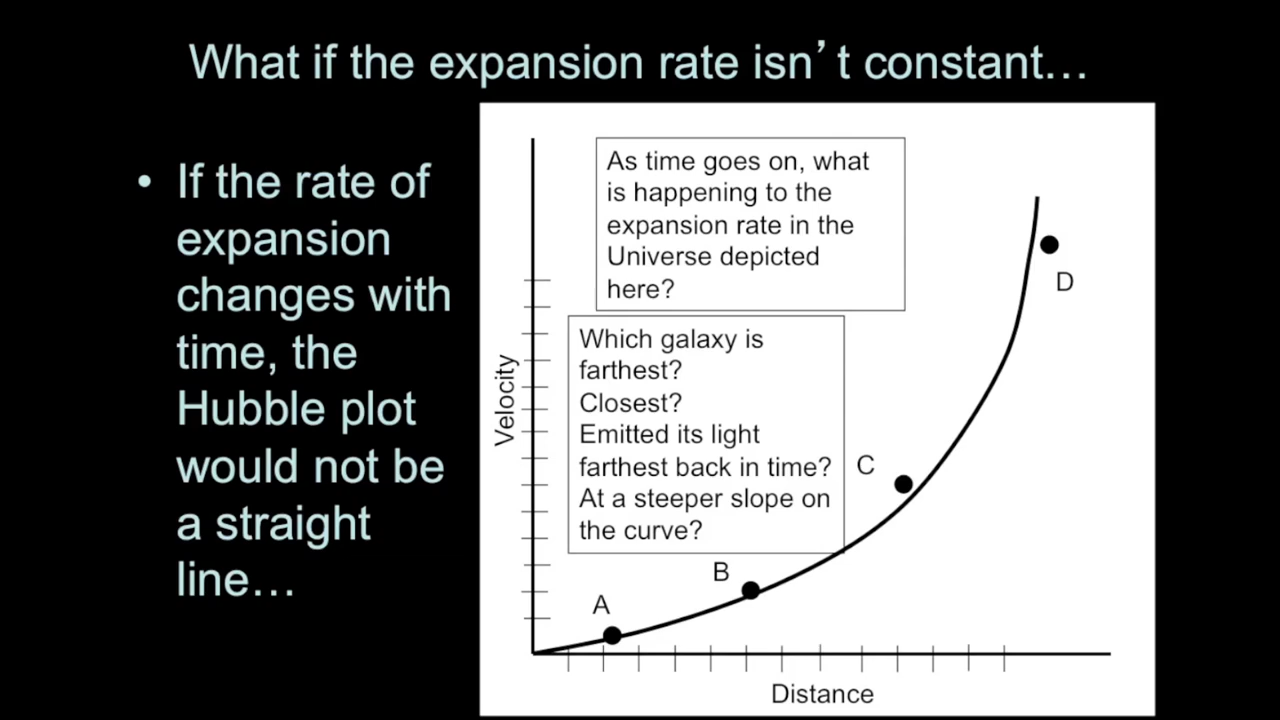 What if the expansion rate isn’t constant…
• If the rate of
expansion
changes with
time, the
Hubble plot
would not be
a straight
line…
As time goes on, what
is happening to the
expansion rate in the
Universe depicted
here?
Which galaxy is
farthest?
Closest?
Emitted its light
farthest back in time?
At a steeper slope on
the curve?
Velocity
A
B
C
D
Distance